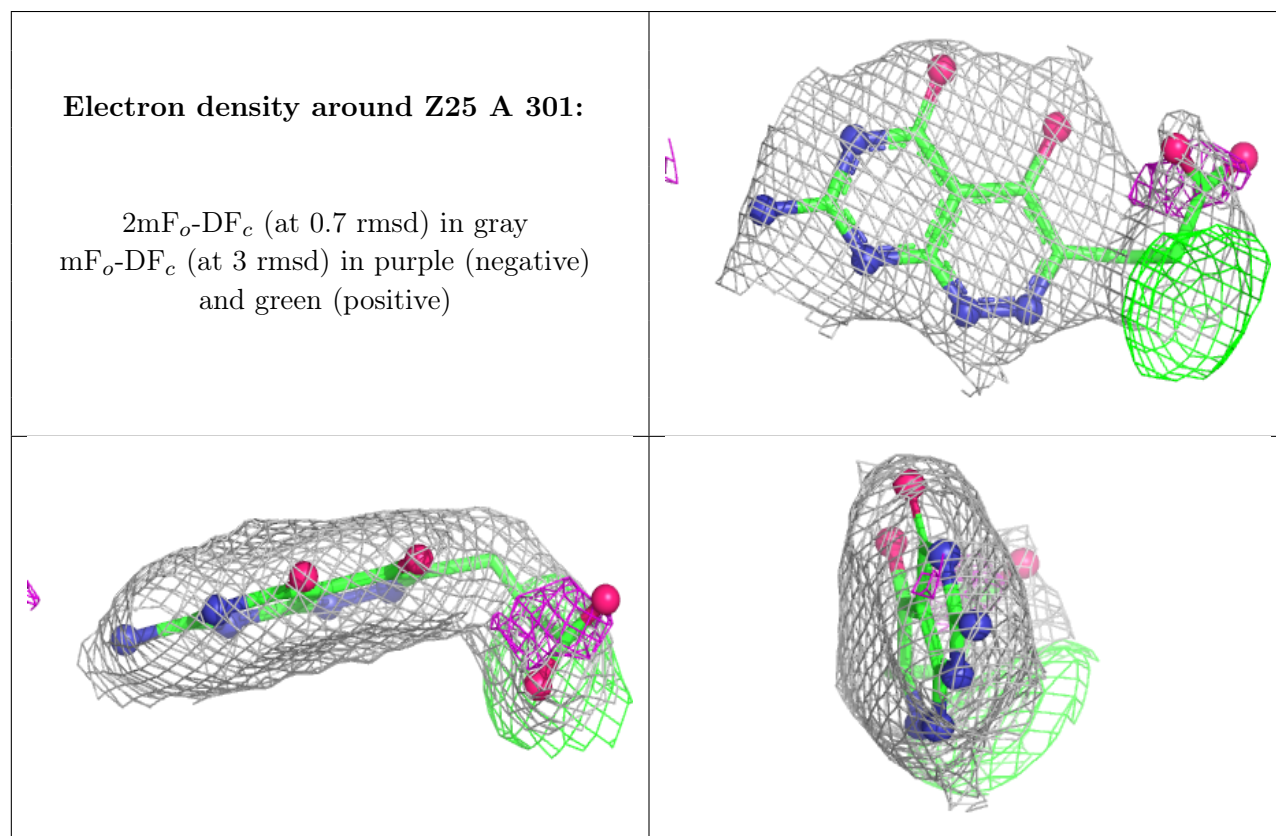 Electron density around Z25 A 301:
2mFₒ-DF𝒸 (at 0.7 rmsd) in gray
mFₒ-DF𝒸 (at 3 rmsd) in purple (negative)
and green (positive)